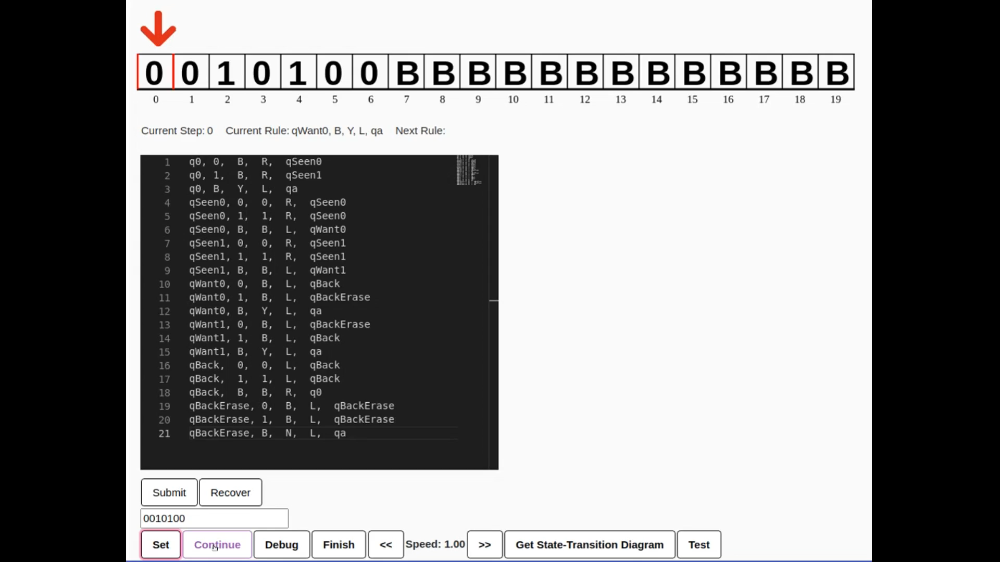 0 0 1 0 1 0 0 B B B B B B B B B B B B B
0 1 2 3 4 5 6 7 8 9 10 11 12 13 14 15 16 17 18 19
Current Step: 0 Current Rule: qWant0, B, Y, L, qa Next Rule:
1 q0, 0, B, R, qSeen0
2 q0, 1, B, R, qSeen1
3 q0, B, Y, L, qa
4 qSeen0, 0, 0, R, qSeen0
5 qSeen0, 1, 1, R, qSeen0
6 qSeen0, B, B, L, qWant0
7 qSeen1, 0, 0, R, qSeen1
8 qSeen1, 1, 1, R, qSeen1
9 qSeen1, B, B, L, qWant1
10 qWant0, 0, B, L, qBack
11 qWant0, 1, B, L, qBackErase
12 qWant0, B, Y, L, qa
13 qWant1, 0, B, L, qBackErase
14 qWant1, 1, B, L, qBack
15 qWant1, B, Y, L, qa
16 qBack, 0, 0, L, qBack
17 qBack, 1, 1, L, qBack
18 qBack, B, B, R, q0
19 qBackErase, 0, B, L, qBackErase
20 qBackErase, 1, B, L, qBackErase
21 qBackErase, B, N, L, qa
Submit Recover
0010100
Set Continue Debug Finish << Speed: 1.00 >> Get State-Transition Diagram Test